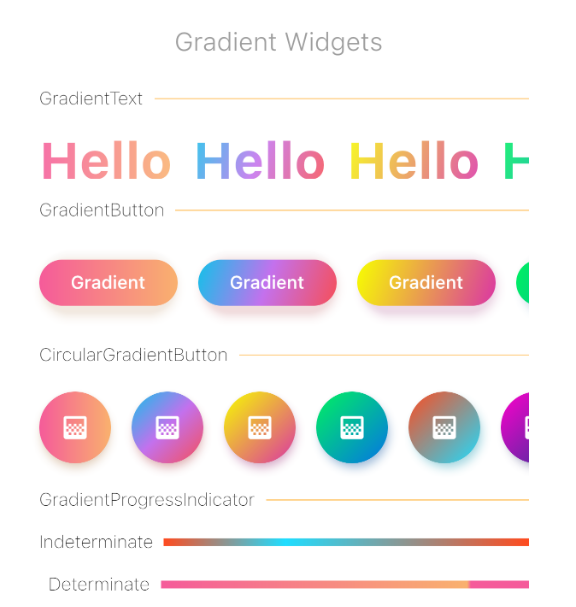 Gradient Widgets
GradientText
Hello Hello Hello H
GradientButton
Gradient Gradient Gradient
CircularGradientButton
GradientProgressIndicator
Indeterminate
Determinate